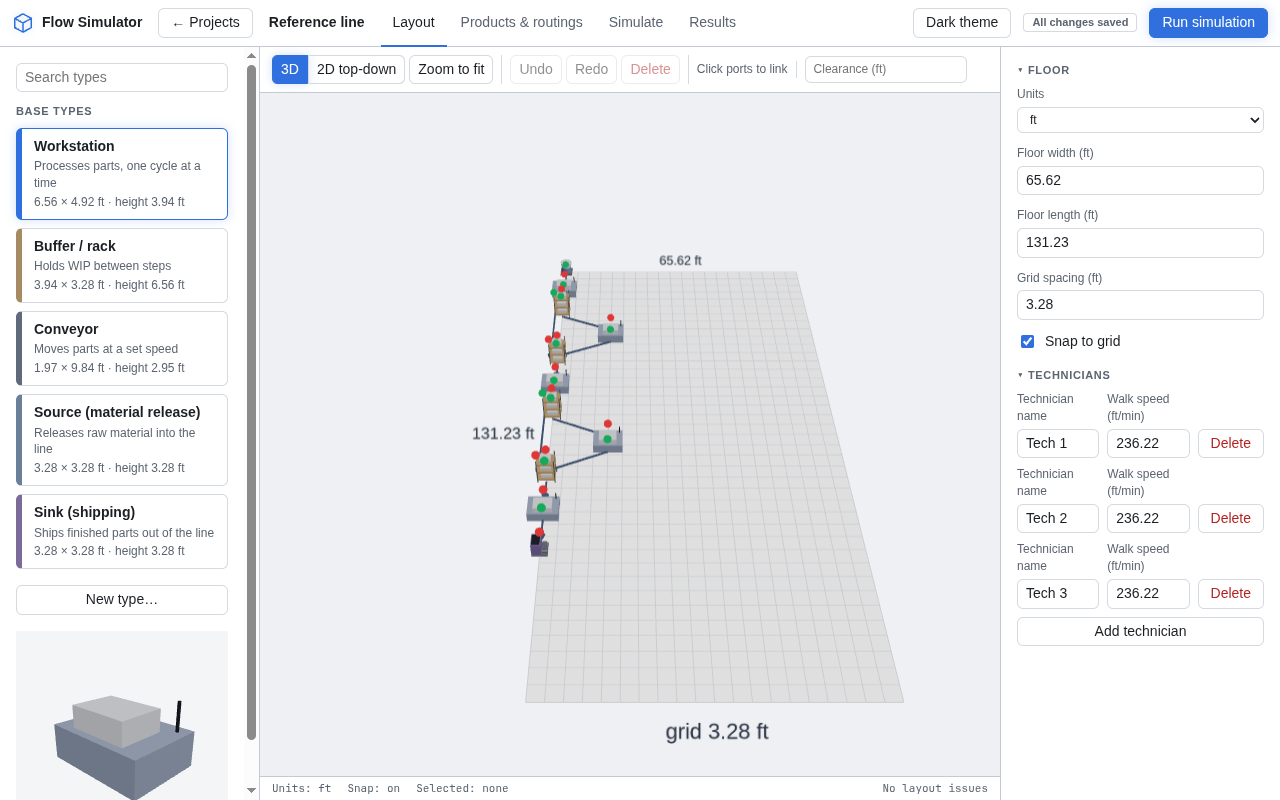 Flow Simulator
← Projects
Reference line
Layout
Products & routings
Simulate
Results
Dark theme
All changes saved
Run simulation
Search types
BASE TYPES
Workstation
Processes parts, one cycle at a
time
6.56 × 4.92 ft · height 3.94 ft
Buffer / rack
Holds WIP between steps
3.94 × 3.28 ft · height 6.56 ft
Conveyor
Moves parts at a set speed
1.97 × 9.84 ft · height 2.95 ft
Source (material release)
Releases raw material into the
line
3.28 × 3.28 ft · height 3.28 ft
Sink (shipping)
Ships finished parts out of the line
3.28 × 3.28 ft · height 3.28 ft
New type…
3D
2D top-down
Zoom to fit
Undo
Redo
Delete
Click ports to link
Clearance (ft)
65.62 ft
131.23 ft
grid 3.28 ft
Units: ft
Snap: on
Selected: none
No layout issues
▾ FLOOR
Units
ft
Floor width (ft)
65.62
Floor length (ft)
131.23
Grid spacing (ft)
3.28
Snap to grid
▾ TECHNICIANS
Technician
name
Walk speed
(ft/min)
Tech 1
236.22
Delete
Technician
name
Walk speed
(ft/min)
Tech 2
236.22
Delete
Technician
name
Walk speed
(ft/min)
Tech 3
236.22
Delete
Add technician